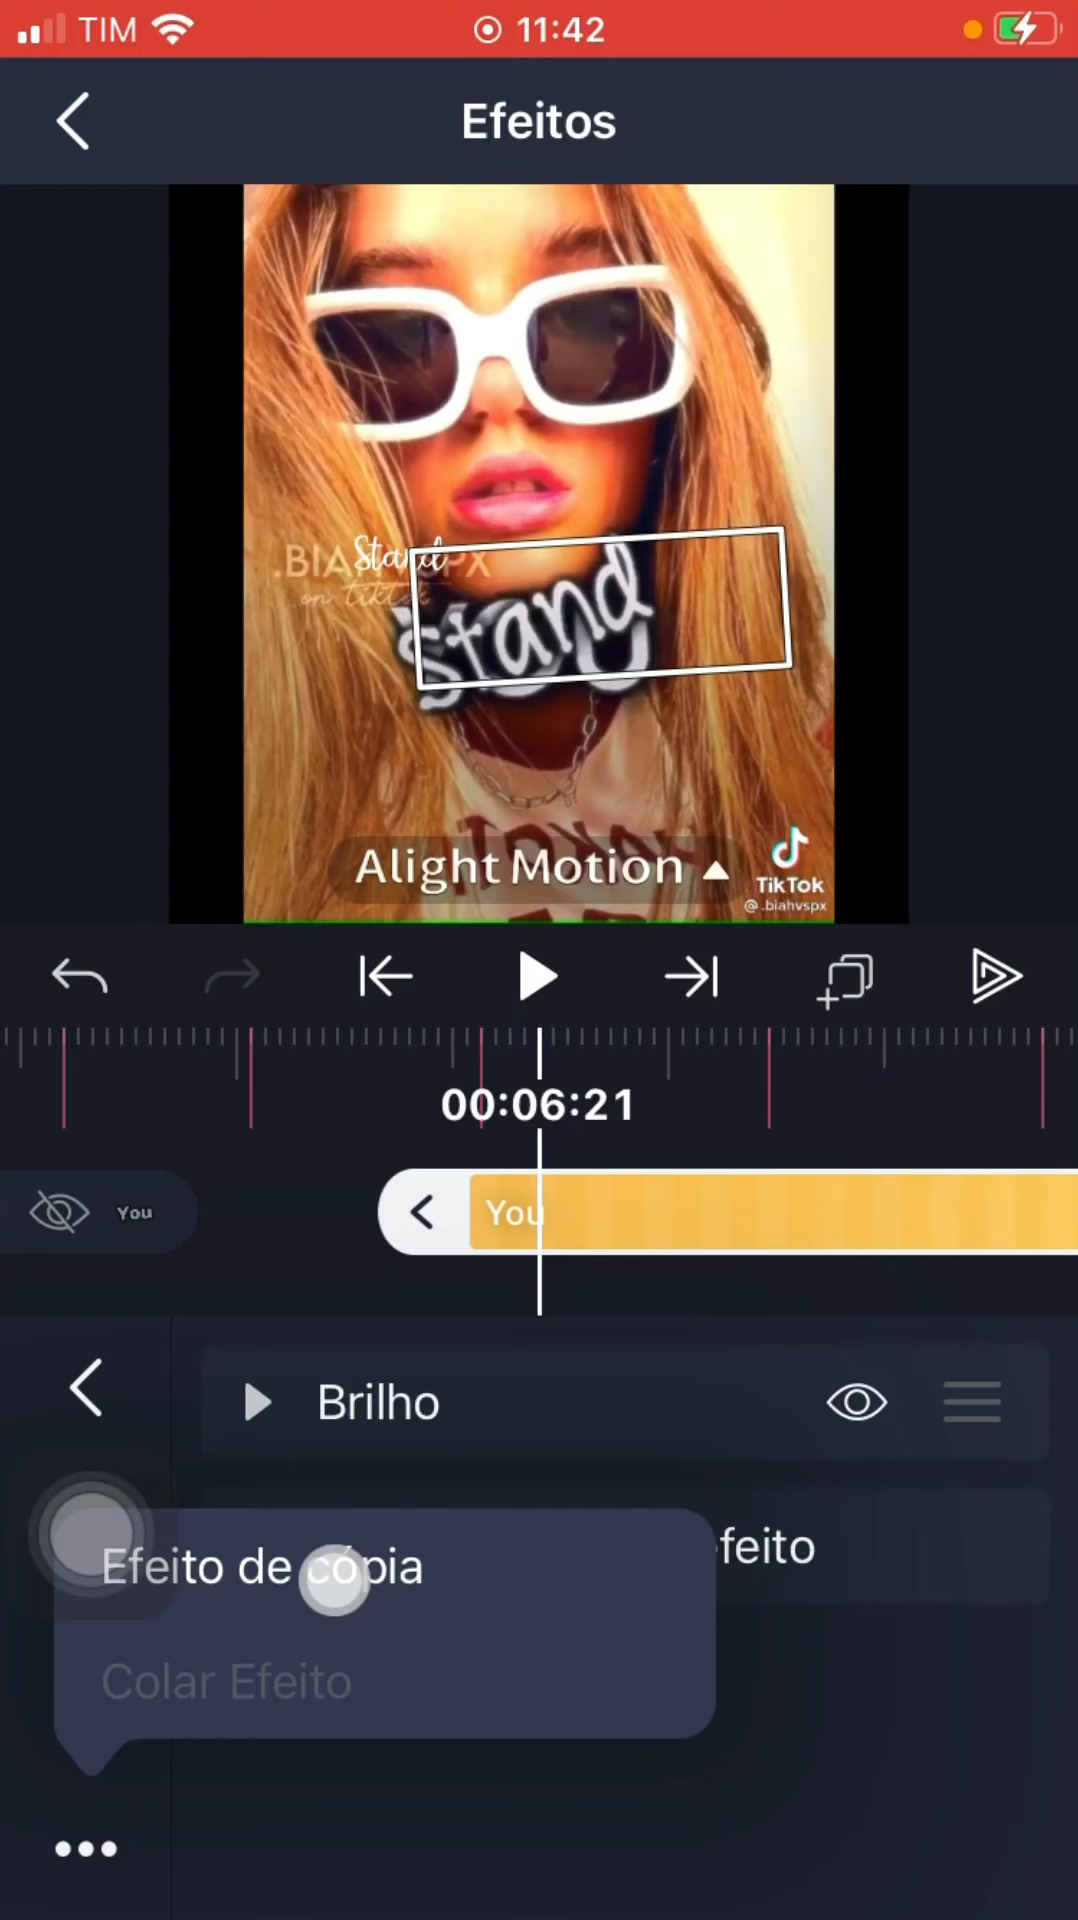 TIM
11:42
Efeitos
.BIAHVSPX
Stand
on tiktok
Stand
Alight Motion
TikTok
@.biahvspx
00:06:21
You
You
Brilho
feito
Efeito de cópia
Colar Efeito